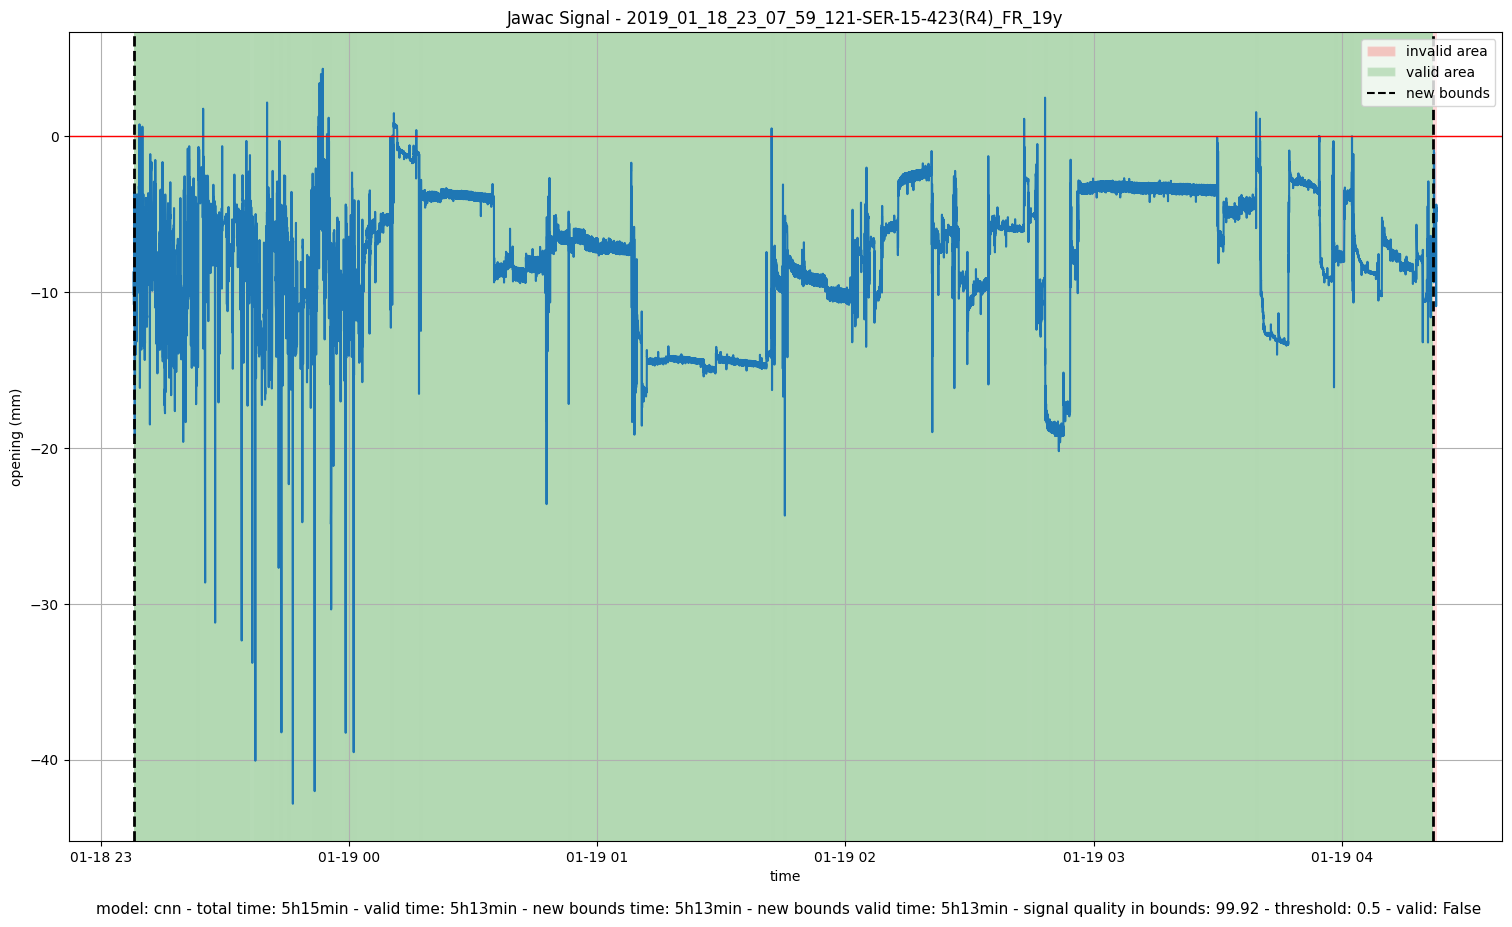 Jawac Signal - 2019_01_18_23_07_59_121-SER-15-423(R4)_FR_19y
invalid area
valid area
new bounds
0
−10
−20
−30
−40
opening (mm)
01-18 23
01-19 00
01-19 01
01-19 02
01-19 03
01-19 04
time
model: cnn - total time: 5h15min - valid time: 5h13min - new bounds time: 5h13min - new bounds valid time: 5h13min - signal quality in bounds: 99.92 - threshold: 0.5 - valid: False